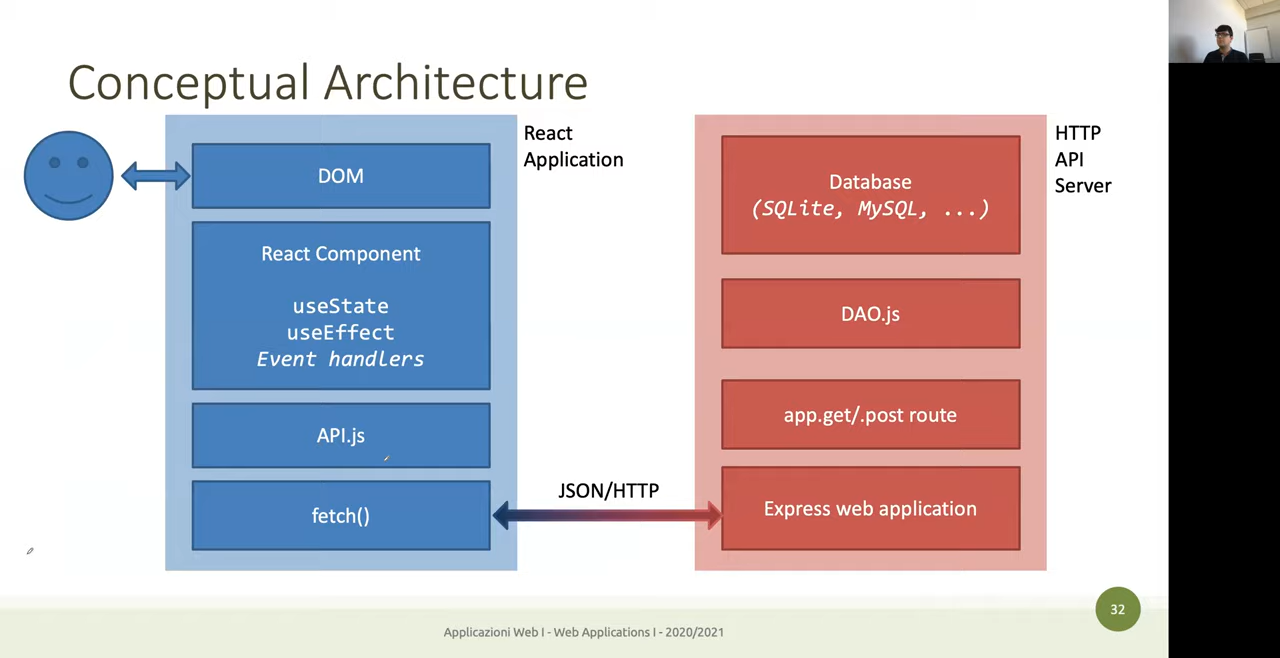 Conceptual Architecture
React
Application
DOM
React Component
useState
useEffect
Event handlers
API.js
fetch()
JSON/HTTP
HTTP
API
Server
Database
(SQLite, MySQL, ...)
DAO.js
app.get/.post route
Express web application
32
Applicazioni Web I - Web Applications I - 2020/2021